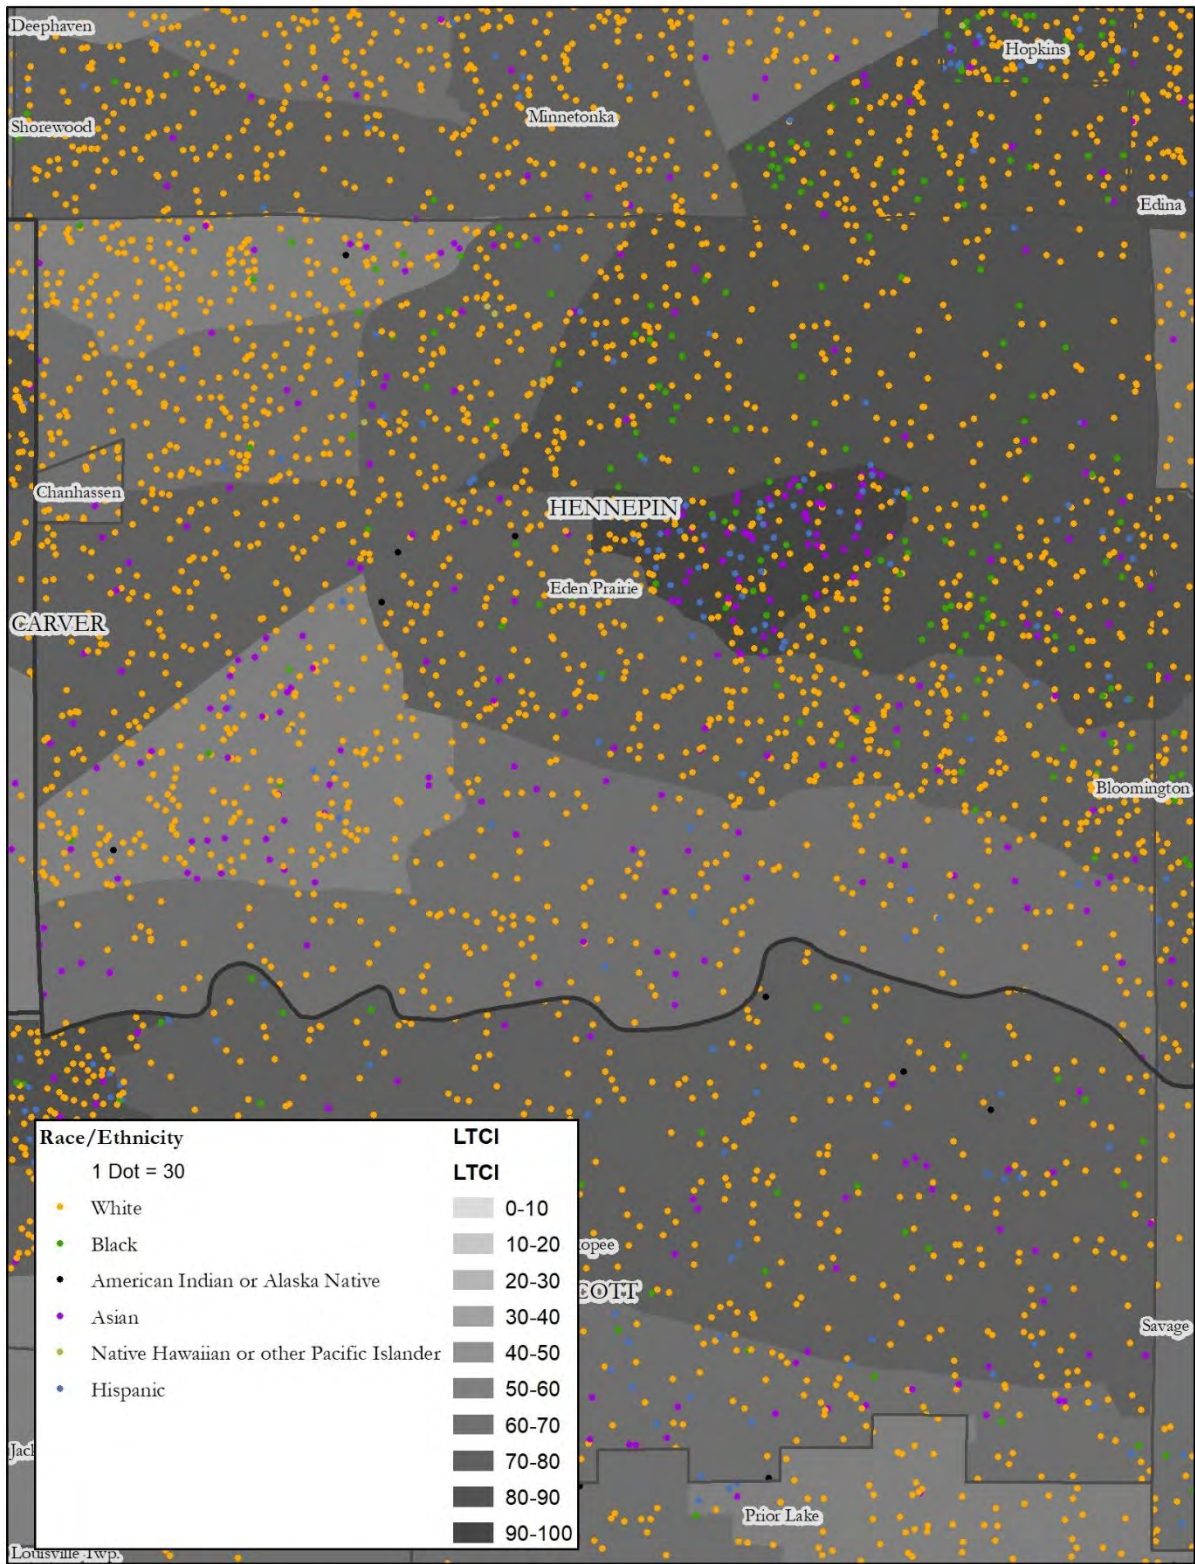 Deephaven
Hopkins
Minnetonka
Shorewood
Edina
Chanhassen
HENNEPIN
Eden Prairie
CARVER
Bloomington
Race/Ethnicity
LTCI
1 Dot = 30
LTCI
White
0-10
Black
10-20
American Indian or Alaska Native
20-30
Asian
30-40
Native Hawaiian or other Pacific Islander
40-50
Hispanic
50-60
60-70
70-80
80-90
90-100
opee
COTT
Savage
Jac
Prior Lake
Louisville Twp.